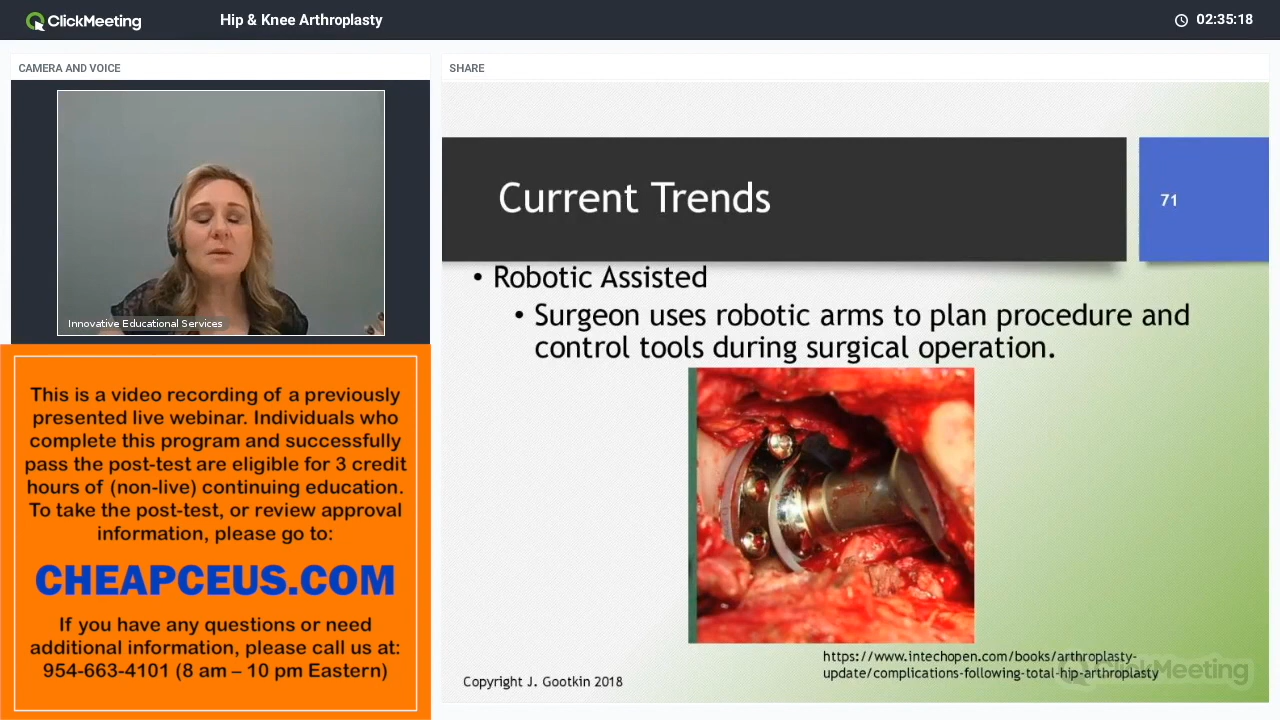 ClickMeeting
Hip & Knee Arthroplasty
02:35:18
CAMERA AND VOICE
Innovative Educational Services
This is a video recording of a previously
presented live webinar. Individuals who
complete this program and successfully
pass the post-test are eligible for 3 credit
hours of (non-live) continuing education.
To take the post-test, or review approval
information, please go to:
CHEAPCEUS.COM
If you have any questions or need
additional information, please call us at:
954-663-4101 (8 am – 10 pm Eastern)
SHARE
Current Trends
71
• Robotic Assisted
• Surgeon uses robotic arms to plan procedure and
control tools during surgical operation.
https://www.intechopen.com/books/arthroplasty-
update/complications-following-total-hip-arthroplasty
Copyright J. Gootkin 2018
ClickMeeting